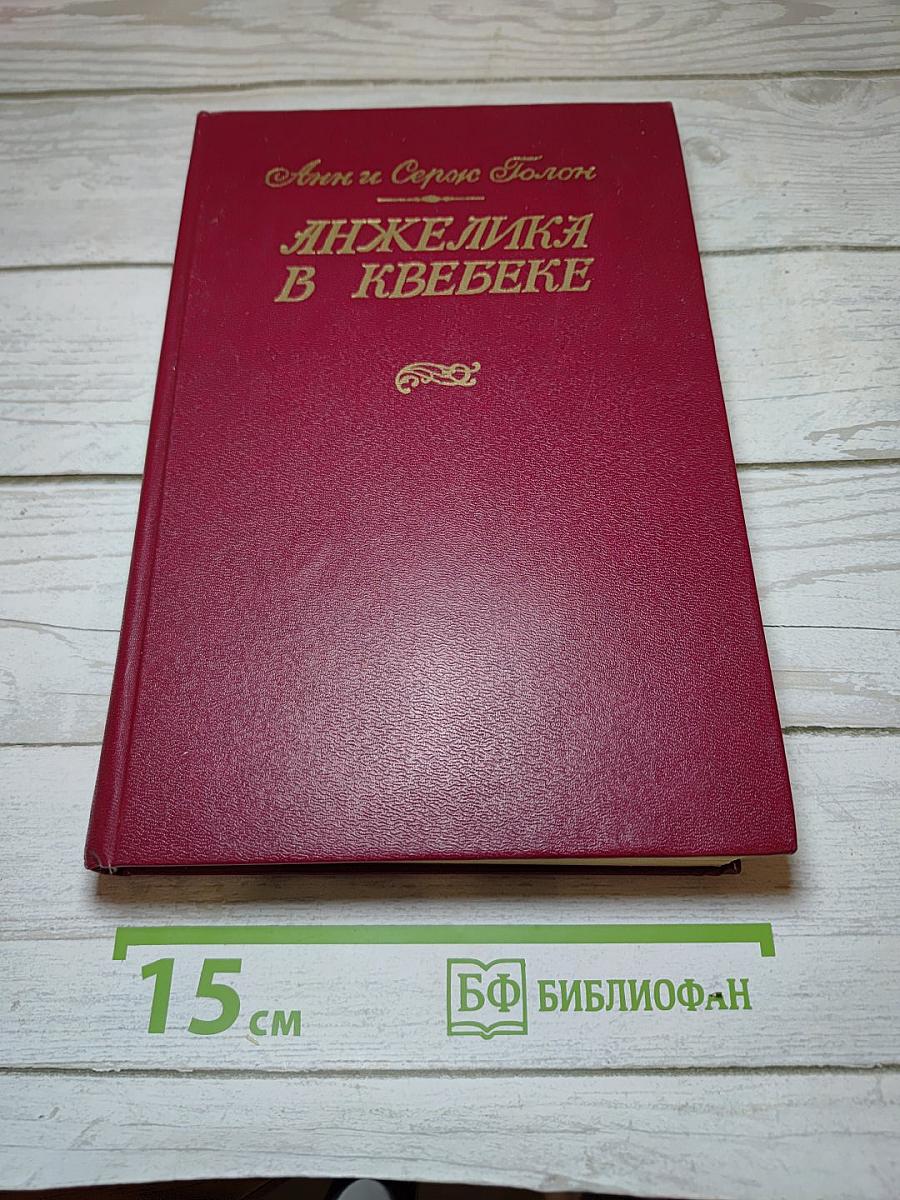 Анн и Серж Голон
АНЖЕЛИКА
В КВЕБЕКЕ
15 см
БФ БИБЛИОФАН